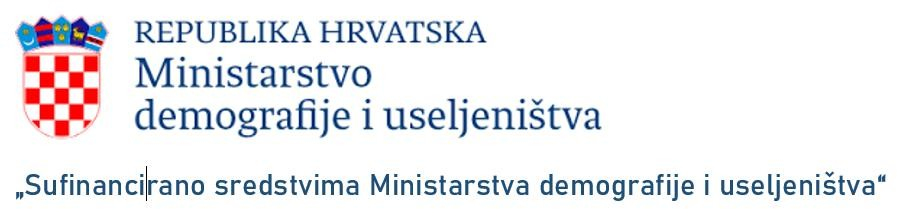 REPUBLIKA HRVATSKA
Ministarstvo
demografije i useljeništva
„Sufinancirano sredstvima Ministarstva demografije i useljeništva“